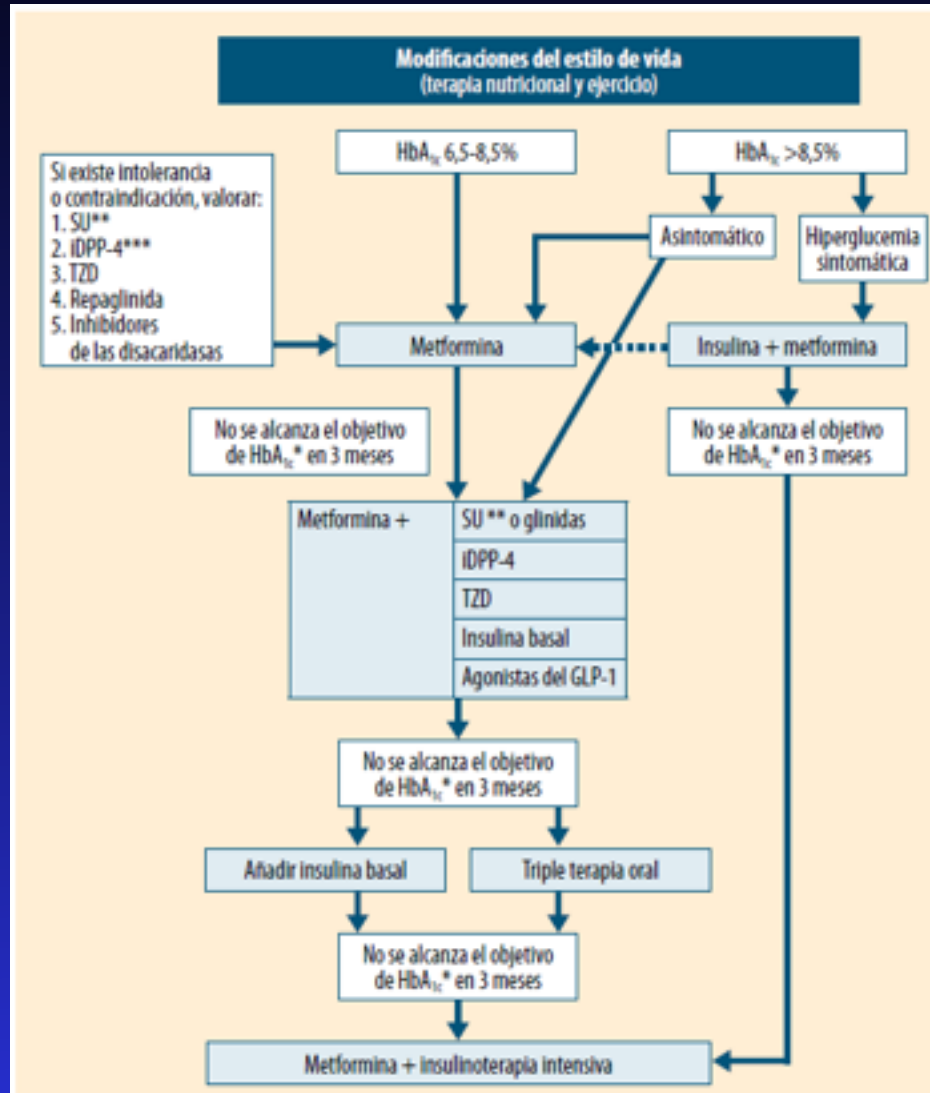 Modificaciones del estilo de vida
(terapia nutricional y ejercicio)
HbA1c 6,5-8,5%
HbA1c >8,5%
Si existe intolerancia
o contraindicación, valorar:
1. SU**
2. iDPP-4***
3. TZD
4. Repaglinida
5. Inhibidores
de las disacaridasas
Asintomático
Hiperglucemia
sintomática
Metformina
Insulina + metformina
No se alcanza el objetivo
de HbA1c* en 3 meses
No se alcanza el objetivo
de HbA1c* en 3 meses
Metformina +
SU ** o glinidas
iDPP-4
TZD
Insulina basal
Agonistas del GLP-1
No se alcanza el objetivo
de HbA1c* en 3 meses
Añadir insulina basal
Triple terapia oral
No se alcanza el objetivo
de HbA1c* en 3 meses
Metformina + insulinoterapia intensiva